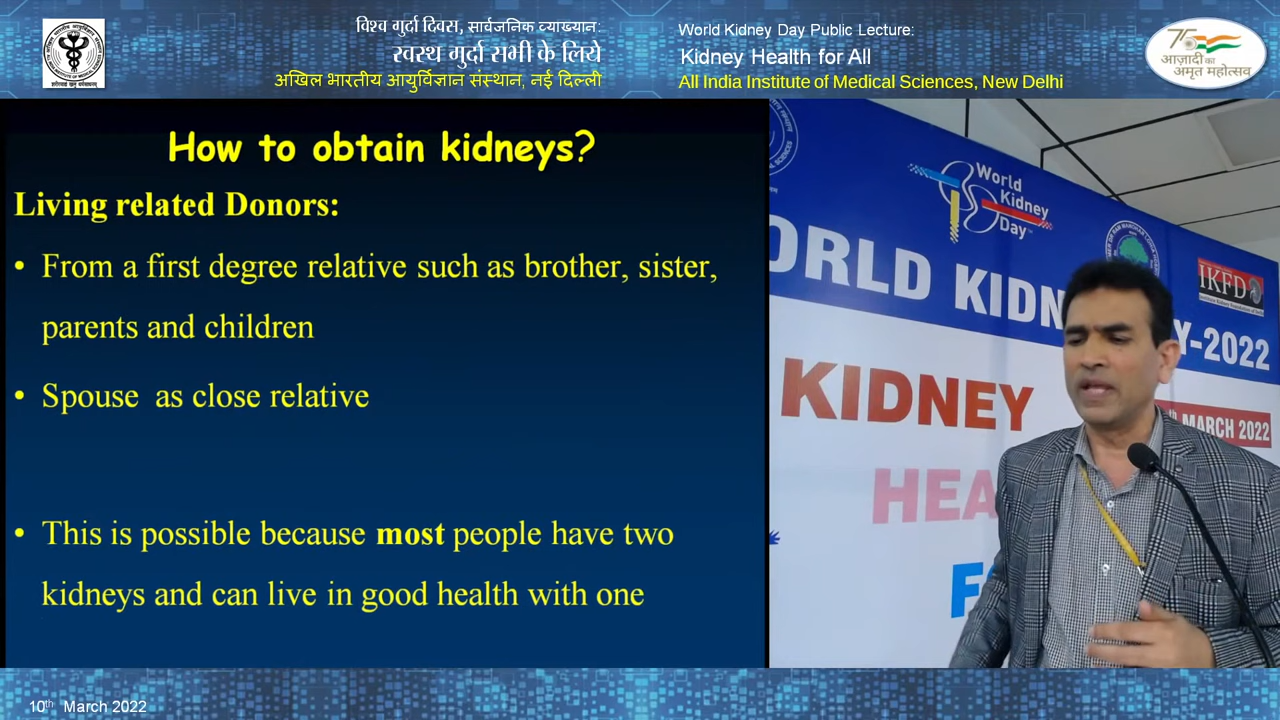 विश्व गुर्दा दिवस, सार्वजनिक व्याख्यान:
स्वस्थ गुर्दा सभी के लिये
अखिल भारतीय आयुर्विज्ञान संस्थान, नई दिल्ली
World Kidney Day Public Lecture:
Kidney Health for All
All India Institute of Medical Sciences, New Delhi
75
आज़ादी का
अमृत महोत्सव
How to obtain kidneys?
Living related Donors:
• From a first degree relative such as brother, sister,
parents and children
• Spouse as close relative
• This is possible because most people have two
kidneys and can live in good health with one
World
Kidney
Day
IKFD
ORLD KIDN Y-2022
KIDNEY
MARCH 2022
HEA
F
10th March 2022